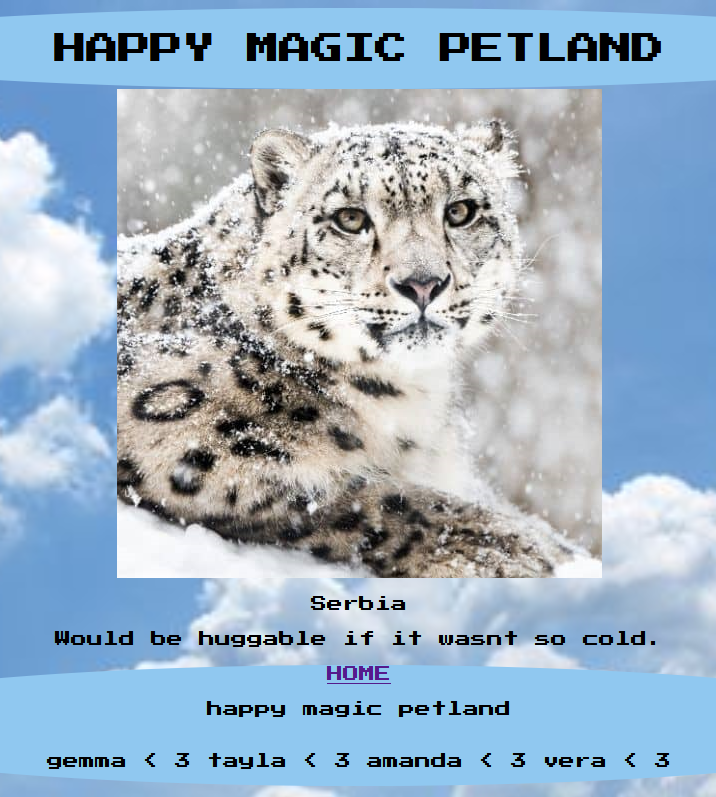 HAPPY MAGIC PETLAND
Serbia
Would be huggable if it wasnt so cold.
HOME
happy magic petland
gemma < 3 tayla < 3 amanda < 3 vera < 3